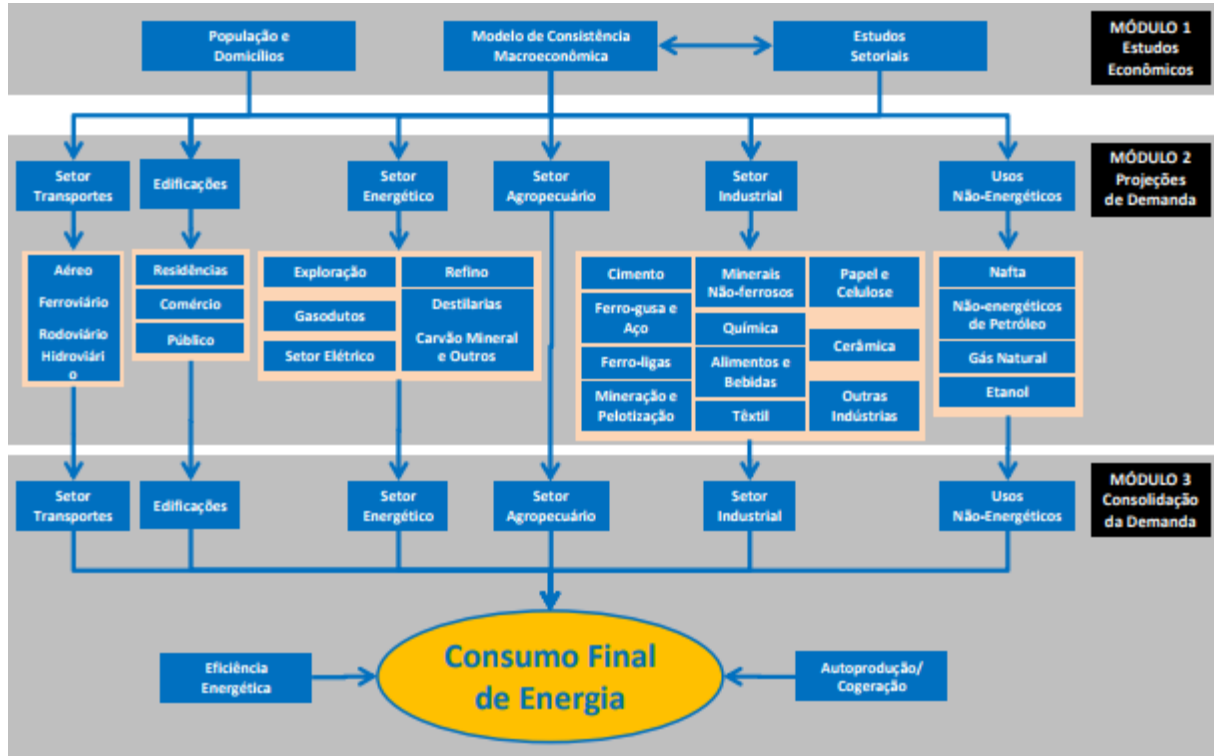 População e
Domicílios
Modelo de Consistência
Macroeconômica
Estudos
Setoriais
MÓDULO 1
Estudos
Econômicos
Setor
Transportes
Edificações
Setor
Energético
Setor
Agropecuário
Setor
Industrial
Usos
Não-Energéticos
MÓDULO 2
Projeções
de Demanda
Aéreo
Ferroviário
Rodoviário
Hidroviári
o
Residências
Comércio
Público
Exploração
Gasodutos
Setor Elétrico
Refino
Destilarias
Carvão Mineral
e Outros
Cimento
Ferro-gusa e
Aço
Ferro-ligas
Mineração e
Pelotização
Minerais
Não-ferrosos
Química
Alimentos e
Bebidas
Têxtil
Papel e
Celulose
Cerâmica
Outras
Indústrias
Nafta
Não-energéticos
de Petróleo
Gás Natural
Etanol
Setor
Transportes
Edificações
Setor
Energético
Setor
Agropecuário
Setor
Industrial
Usos
Não-Energéticos
MÓDULO 3
Consolidação
da Demanda
Eficiência
Energética
Consumo Final
de Energia
Autoprodução/
Cogeração